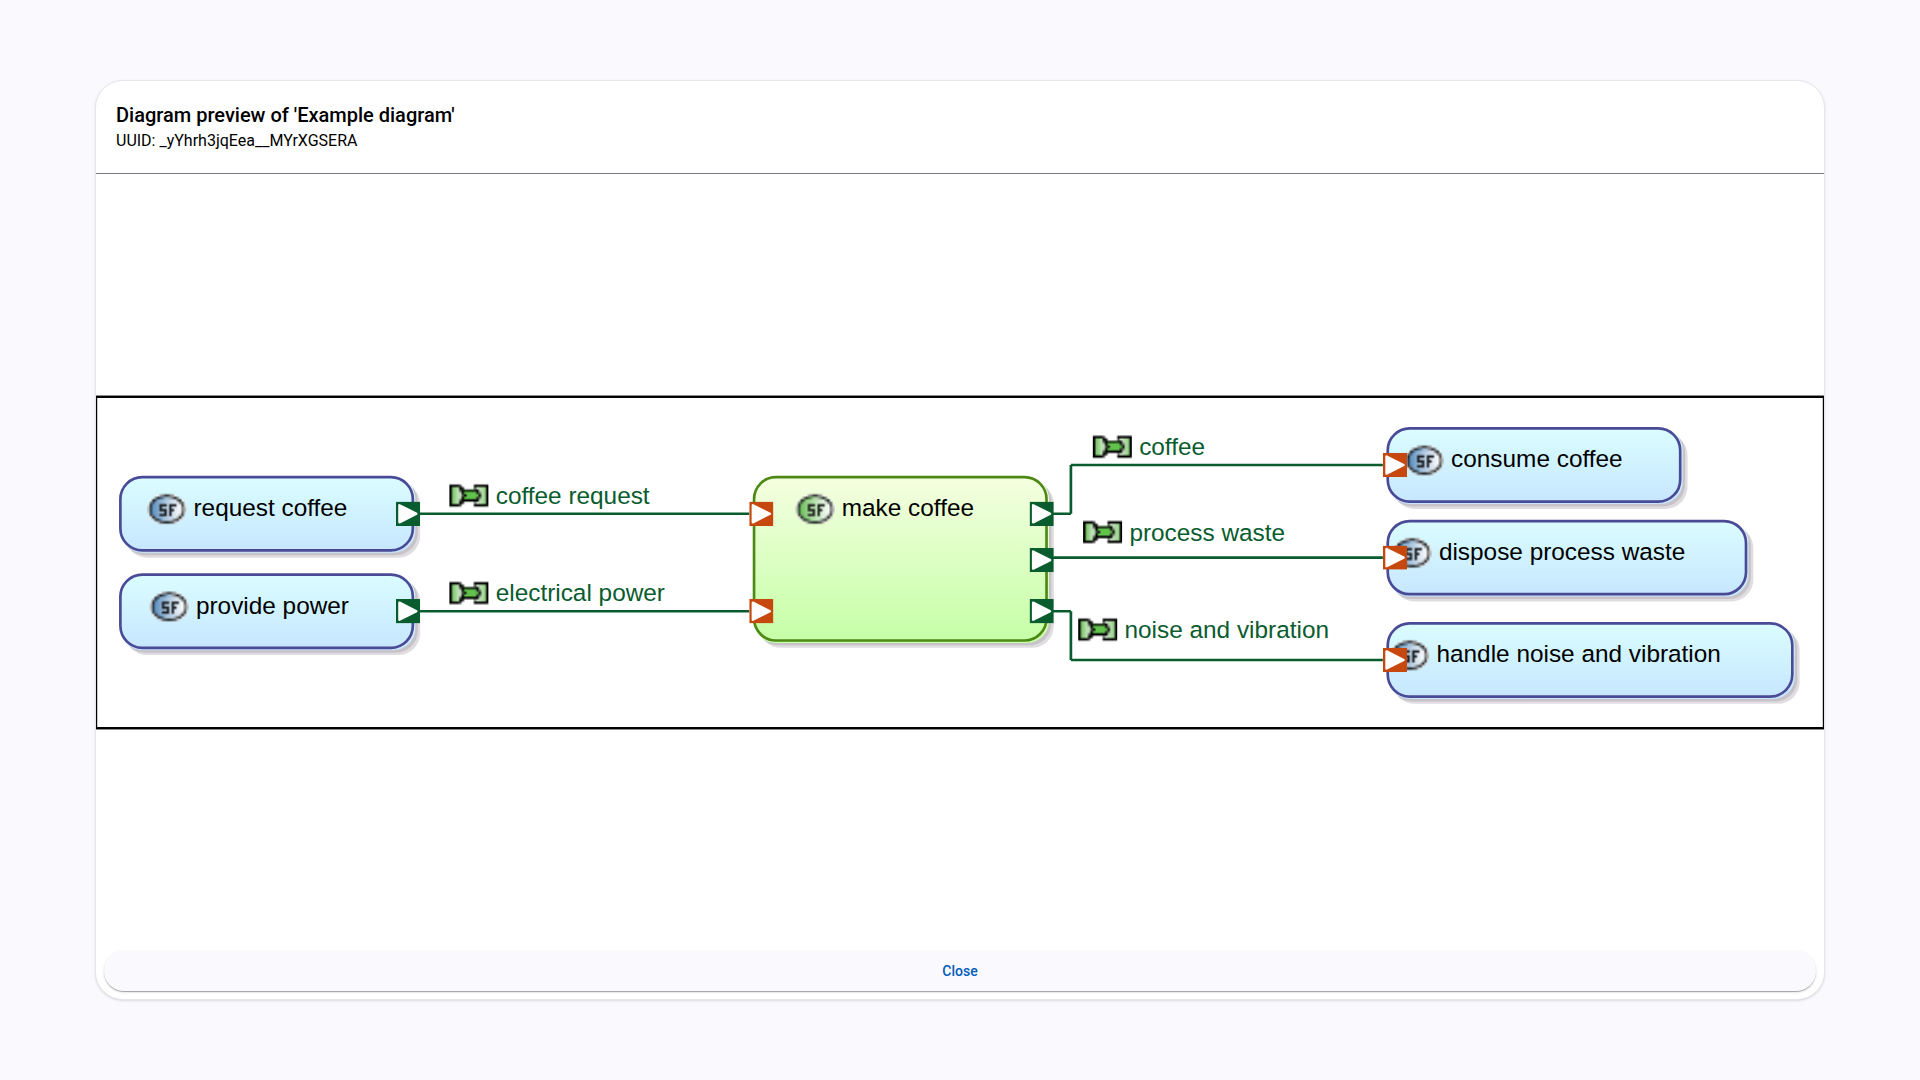 Diagram preview of 'Example diagram'
UUID: _yYhrh3jqEea__MYrXGSERA
SF request coffee
coffee request
SF make coffee
coffee
SF consume coffee
process waste
SF dispose process waste
SF provide power
electrical power
noise and vibration
SF handle noise and vibration
Close